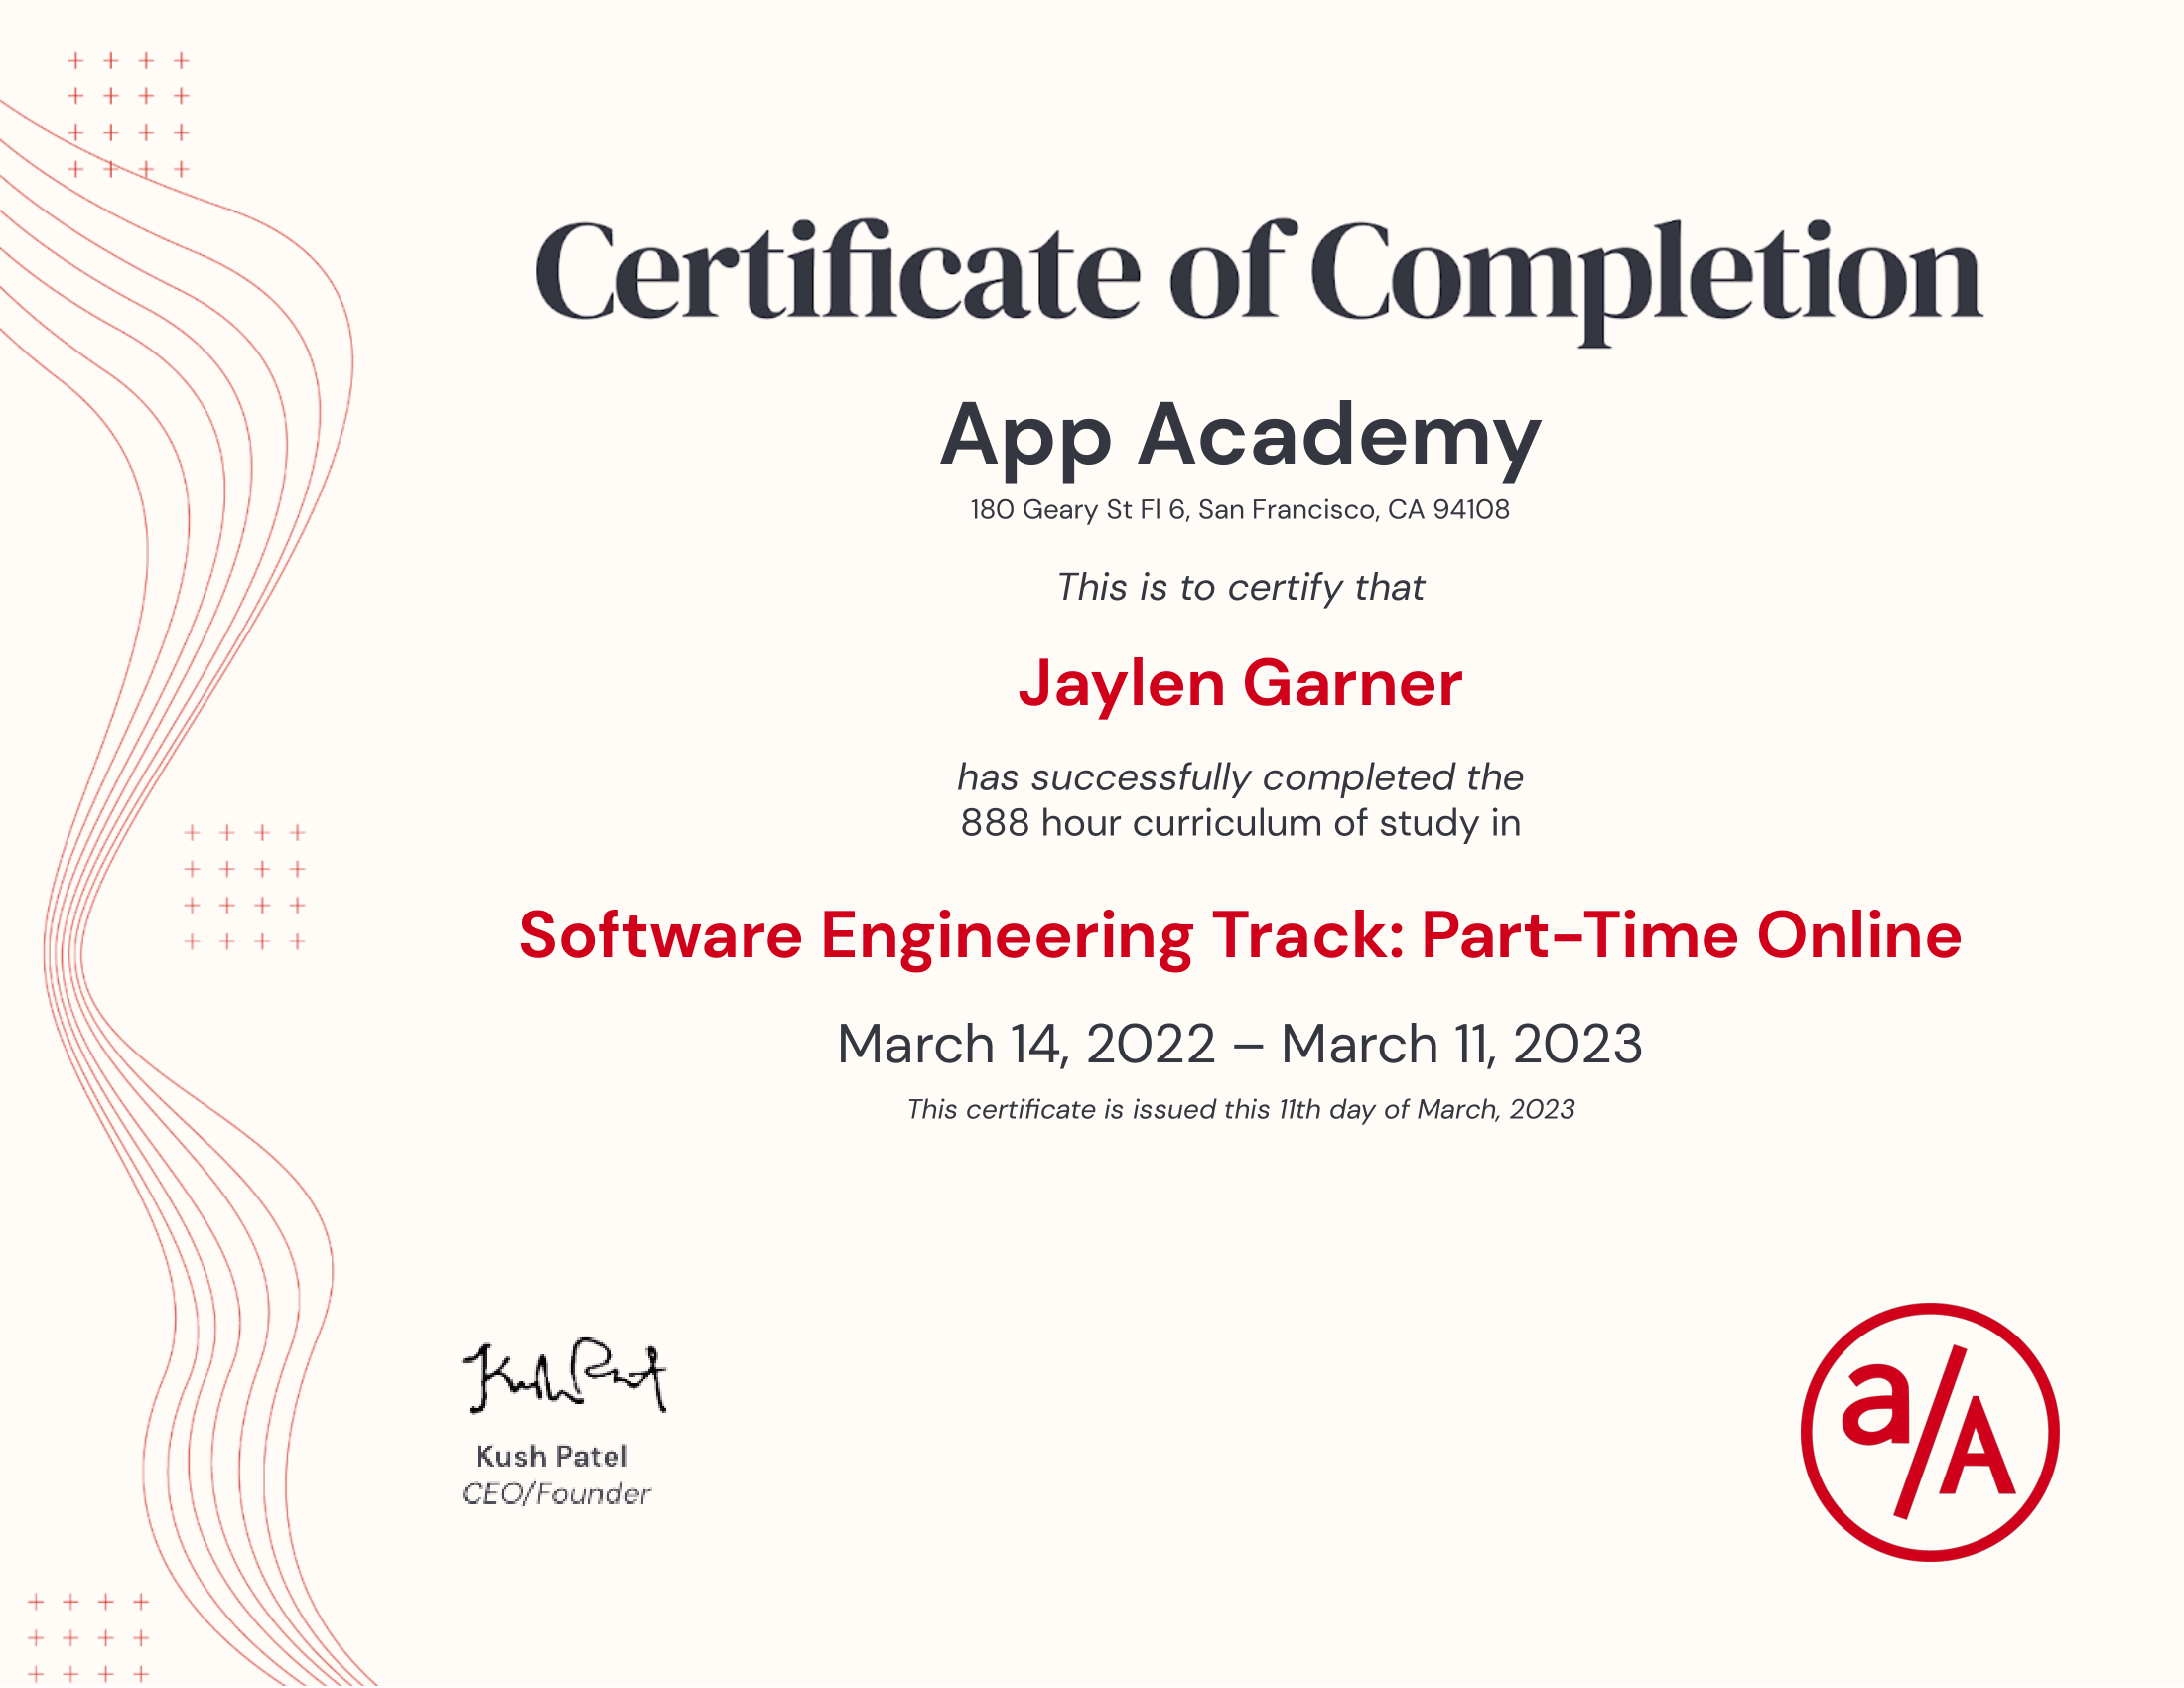 Certificate of Completion
App Academy
180 Geary St Fl 6, San Francisco, CA 94108
This is to certify that
Jaylen Garner
has successfully completed the
888 hour curriculum of study in
Software Engineering Track: Part-Time Online
March 14, 2022 – March 11, 2023
This certificate is issued this 11th day of March, 2023
Kush Patel
CEO/Founder
a/A